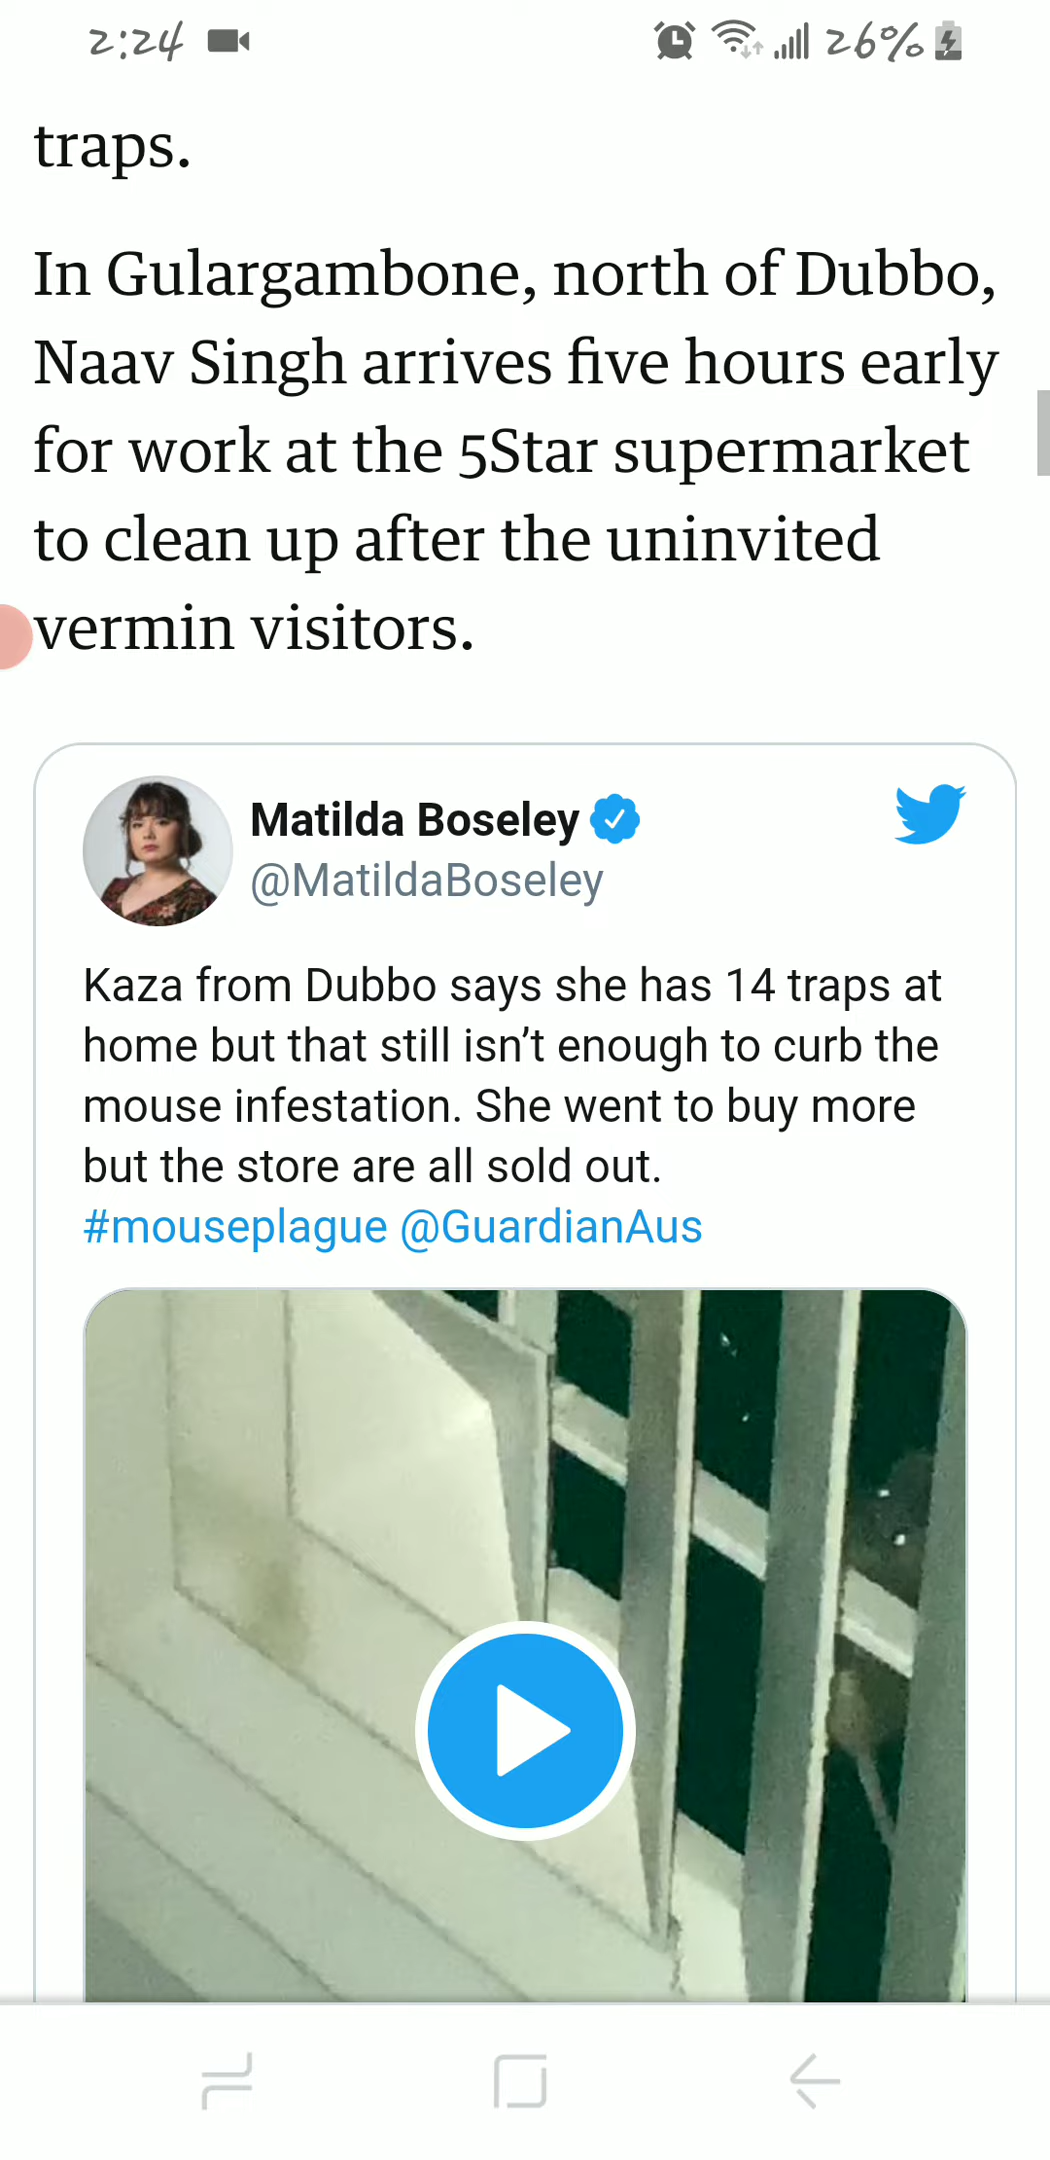 2:24 26%
traps.
In Gulargambone, north of Dubbo,
Naav Singh arrives five hours early
for work at the 5Star supermarket
to clean up after the uninvited
vermin visitors.
Matilda Boseley
@MatildaBoseley
Kaza from Dubbo says she has 14 traps at
home but that still isn’t enough to curb the
mouse infestation. She went to buy more
but the store are all sold out.
#mouseplague @GuardianAus